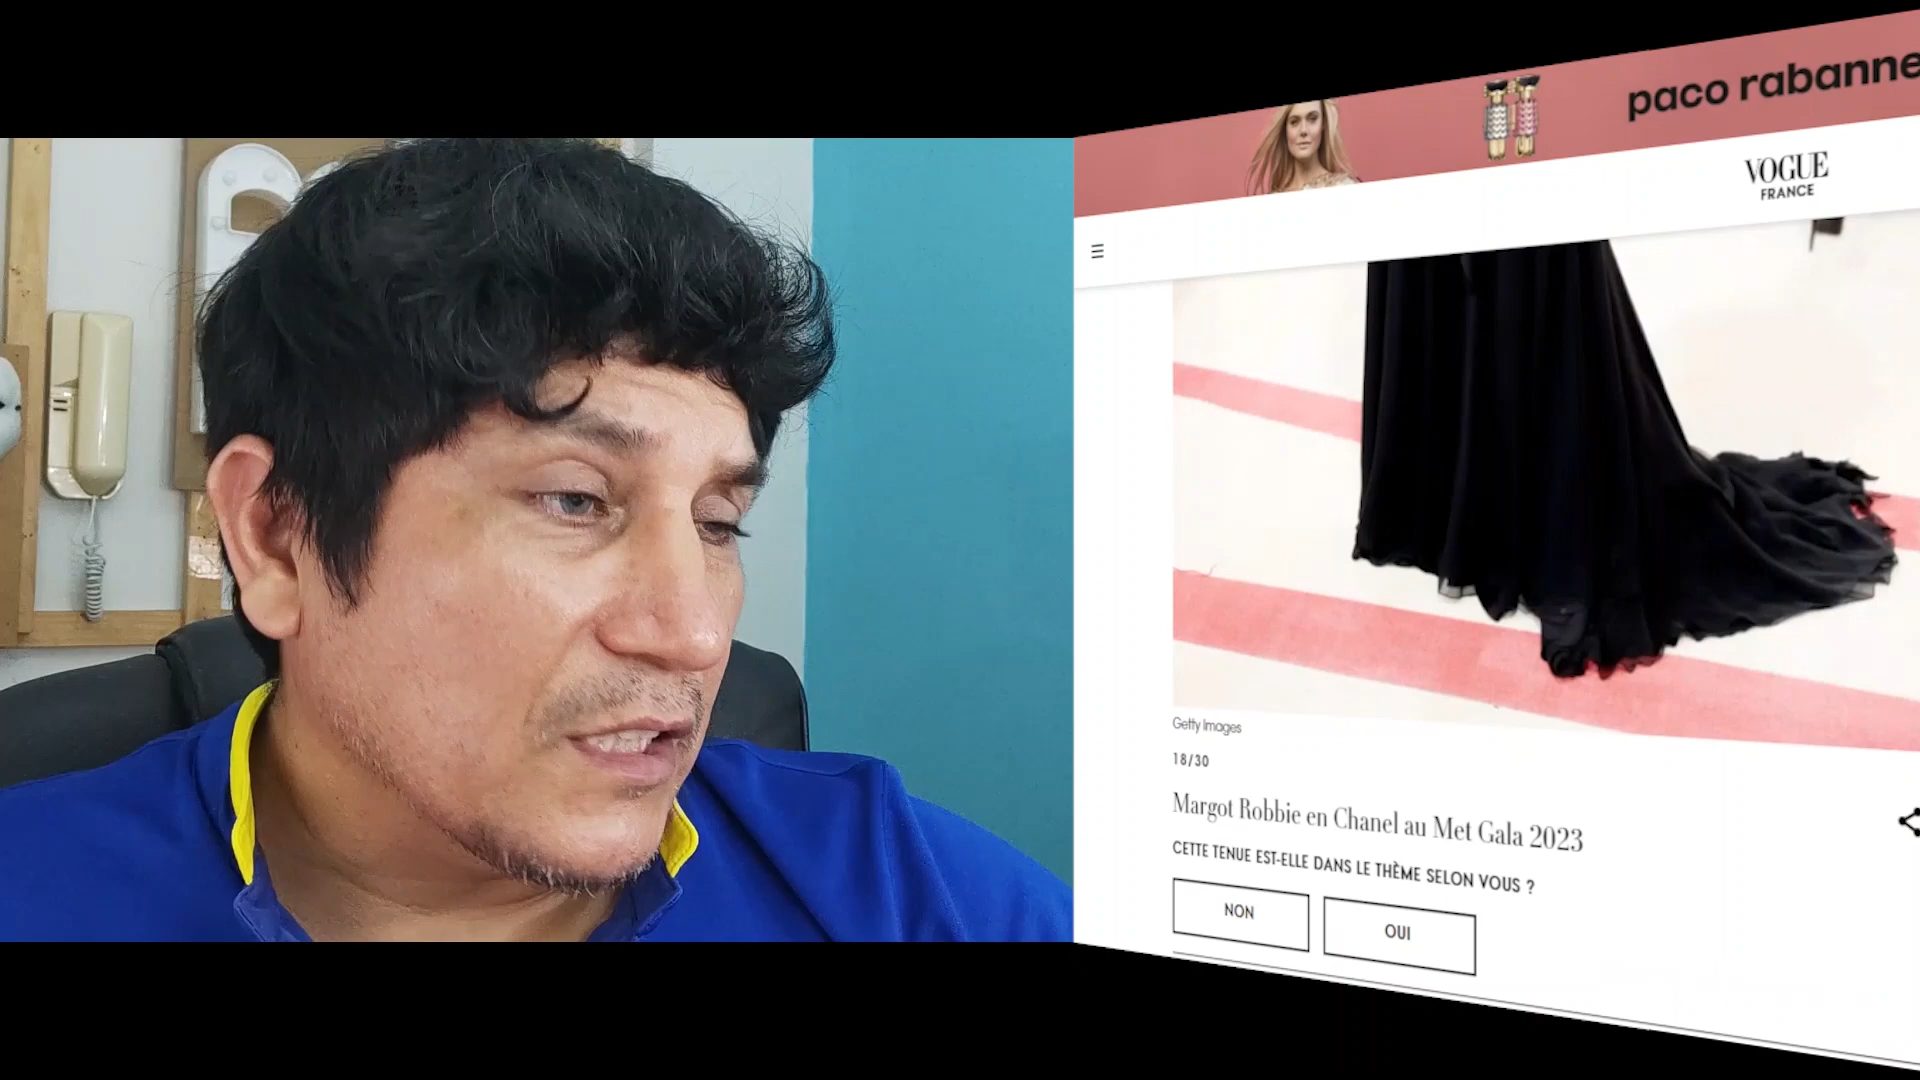 paco rabanne
VOGUE
FRANCE
Getty Images
18/30
Margot Robbie en Chanel au Met Gala 2023
CETTE TENUE EST-ELLE DANS LE THÈME SELON VOUS ?
NON
OUI